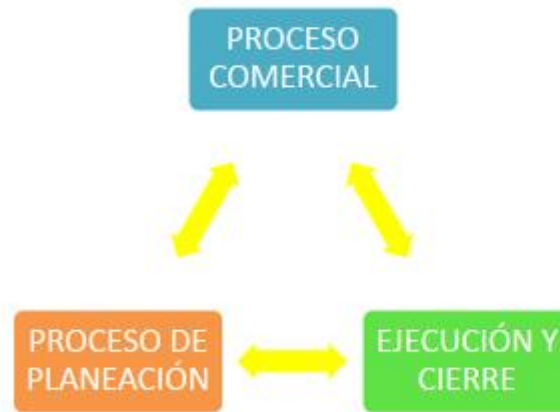 PROCESO
COMERCIAL
PROCESO DE
PLANEACIÓN
EJECUCIÓN Y
CIERRE